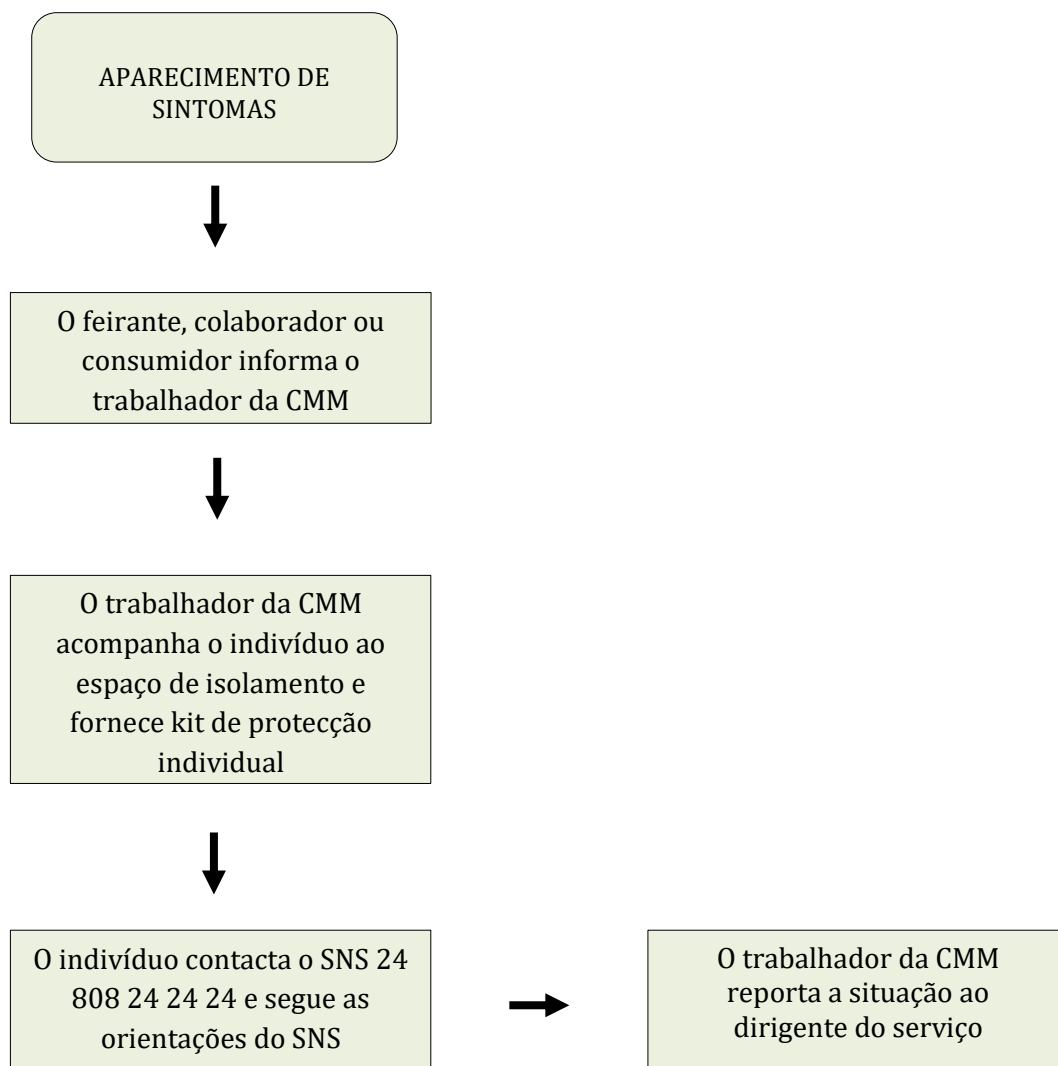 APARECIMENTO DE
SINTOMAS
O feirante, colaborador ou
consumidor informa o
trabalhador da CMM
O trabalhador da CMM
acompanha o indivíduo ao
espaço de isolamento e
fornece kit de protecção
individual
O indivíduo contacta o SNS 24
808 24 24 24 e segue as
orientações do SNS
O trabalhador da CMM
reporta a situação ao
dirigente do serviço